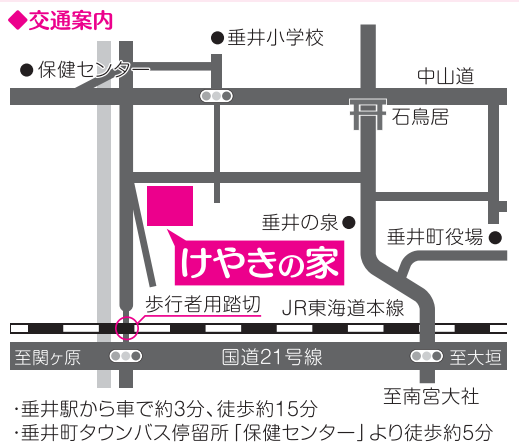 ◆交通案内
●垂井小学校
●保健センター
中山道
石鳥居
垂井の泉●
垂井町役場●
けやきの家
歩行者用踏切
JR東海道本線
至関ヶ原
国道21号線
至大垣
至南宮大社
・垂井駅から車で約3分、徒歩約15分
・垂井町タウンバス停留所「保健センター」より徒歩約5分